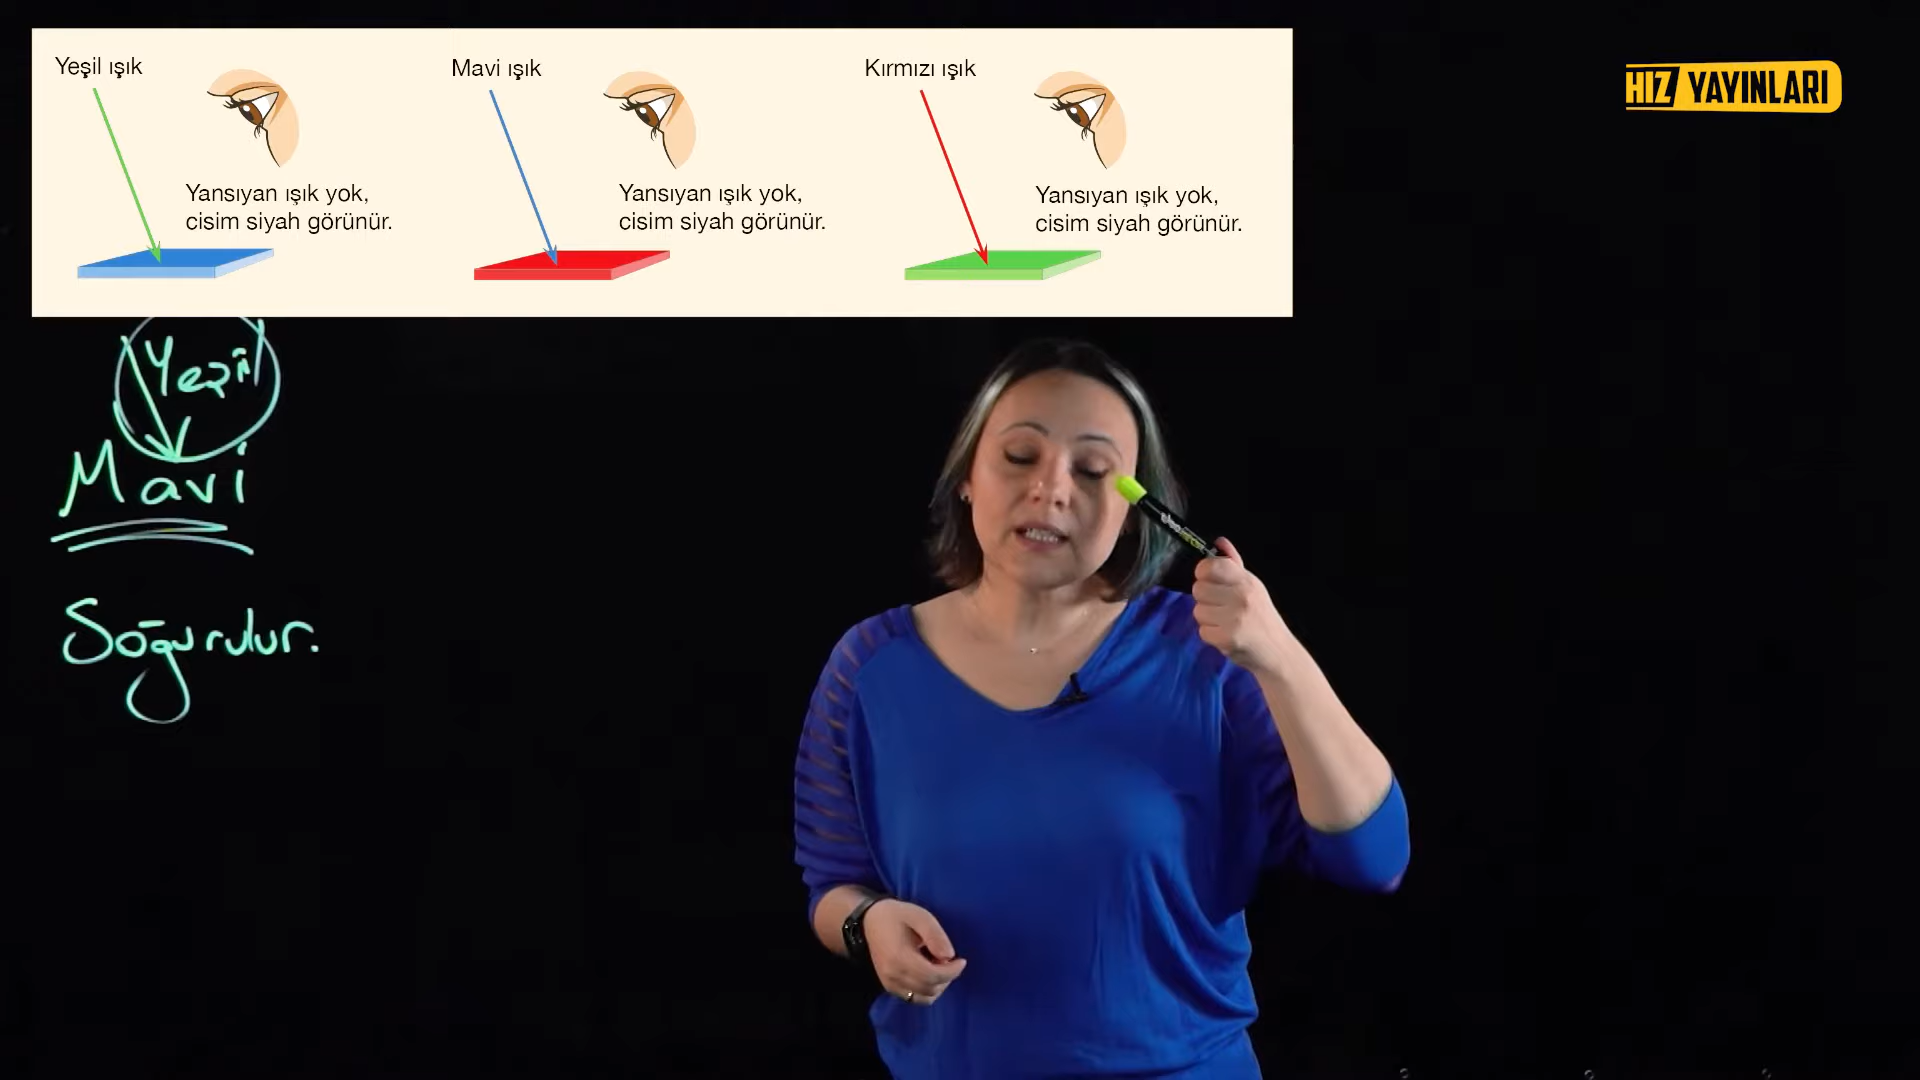 Yeşil ışık
Mavi ışık
Kırmızı ışık
HIZ YAYINLARI
Yansıyan ışık yok,
cisim siyah görünür.
Yansıyan ışık yok,
cisim siyah görünür.
Yansıyan ışık yok,
cisim siyah görünür.
Yeşil
Mavi
Soğurulur.